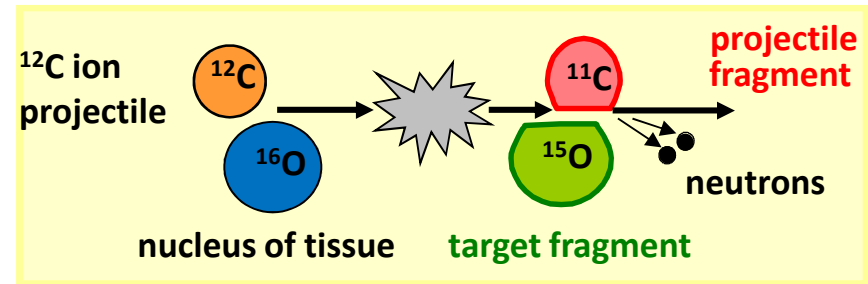 ¹²C ion
projectile
¹²C
¹⁶O
nucleus of tissue
¹¹C
¹⁵O
target fragment
projectile
fragment
neutrons